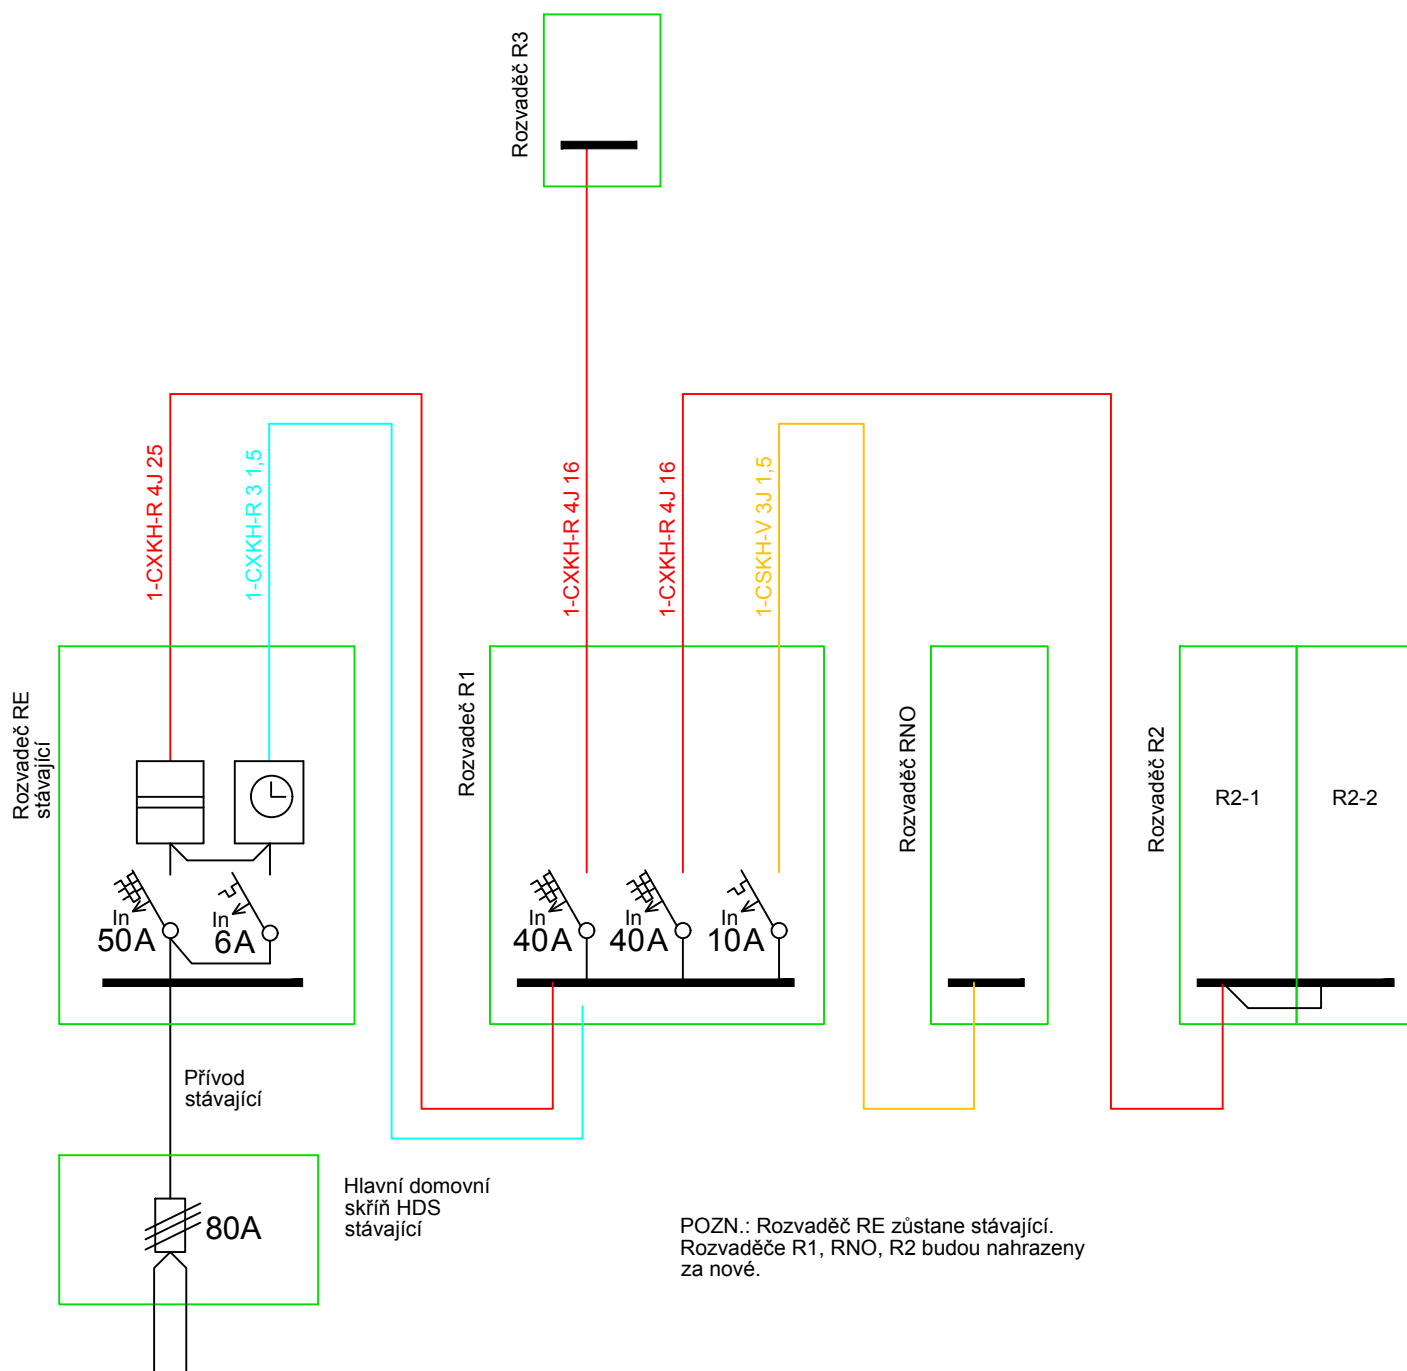 Rozvaděč R3
1-CXKH-R 4J 25
1-CXKH-R 3 1,5
1-CXKH-R 4J 16
1-CXKH-R 4J 16
1-CSKH-V 3J 1,5
Rozvadeč RE
stávající
Rozvadeč R1
Rozvaděč RNO
Rozvaděč R2
R2-1
R2-2
In
50A
In
6A
In
40A
In
40A
In
10A
Přívod
stávající
Hlavní domovní
skříň HDS
stávající
80A
POZN.: Rozvaděč RE zůstane stávající.
Rozvaděče R1, RNO, R2 budou nahrazeny
za nové.